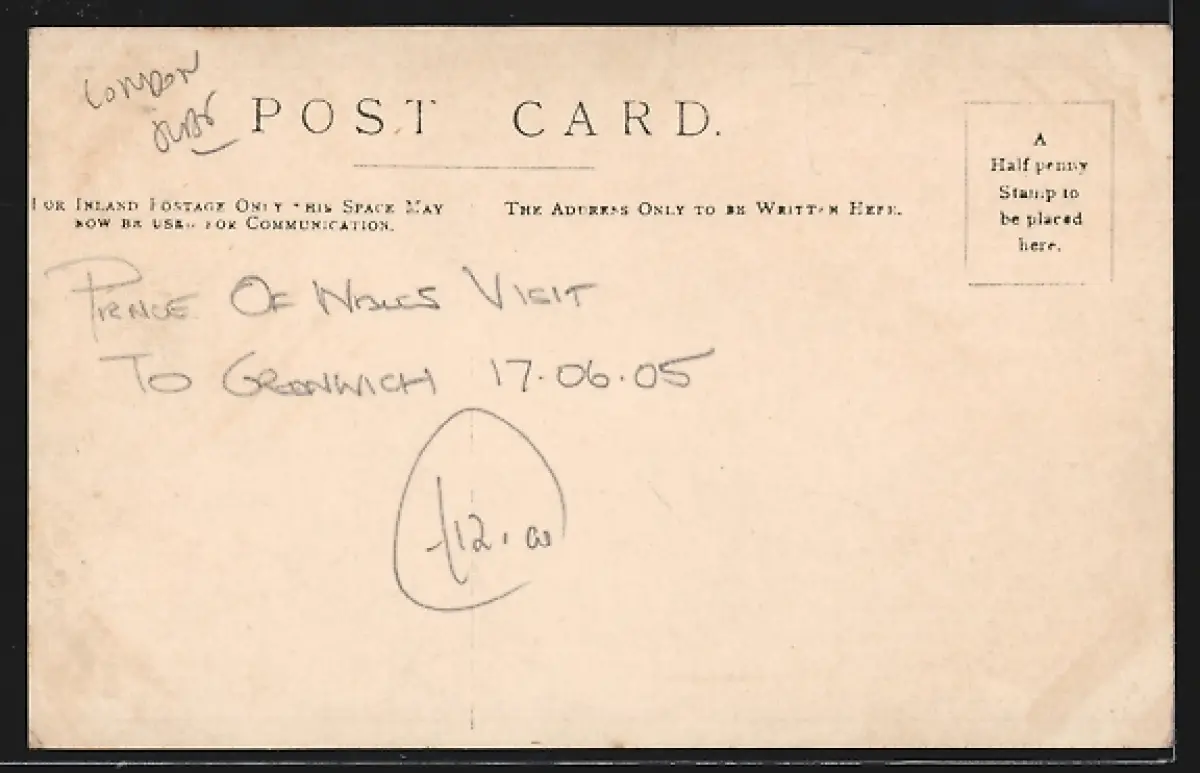 LONDON
POST CARD.
FOR INLAND POSTAGE ONLY THIS SPACE MAY
NOW BE USED FOR COMMUNICATION.
THE ADDRESS ONLY TO BE WRITTEN HERE.
A
Half penny
Stamp to
be placed
here.
PRINCE OF WALES VISIT
TO GREENWICH 17.06.05
£12.00